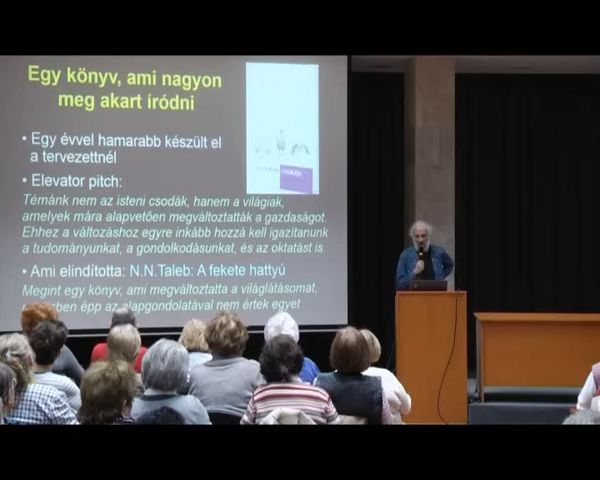 Egy könyv, ami nagyon
meg akart íródni
• Egy évvel hamarabb készült el
a tervezettnél
• Elevator pitch:
Témánk nem az isteni csodák, hanem a világiak,
amelyek mára alapvetően megváltoztatták a gazdaságot.
Ehhez a változáshoz egyre inkább hozzá kell igazítanunk
a tudományunkat, a gondolkodásunkat, és az oktatást is.
• Ami elindította: N.N.Taleb: A fekete hattyú
Megint egy könyv, ami megváltoztatta a világlátásomat,
épp az alapgondolatával nem értek egyet